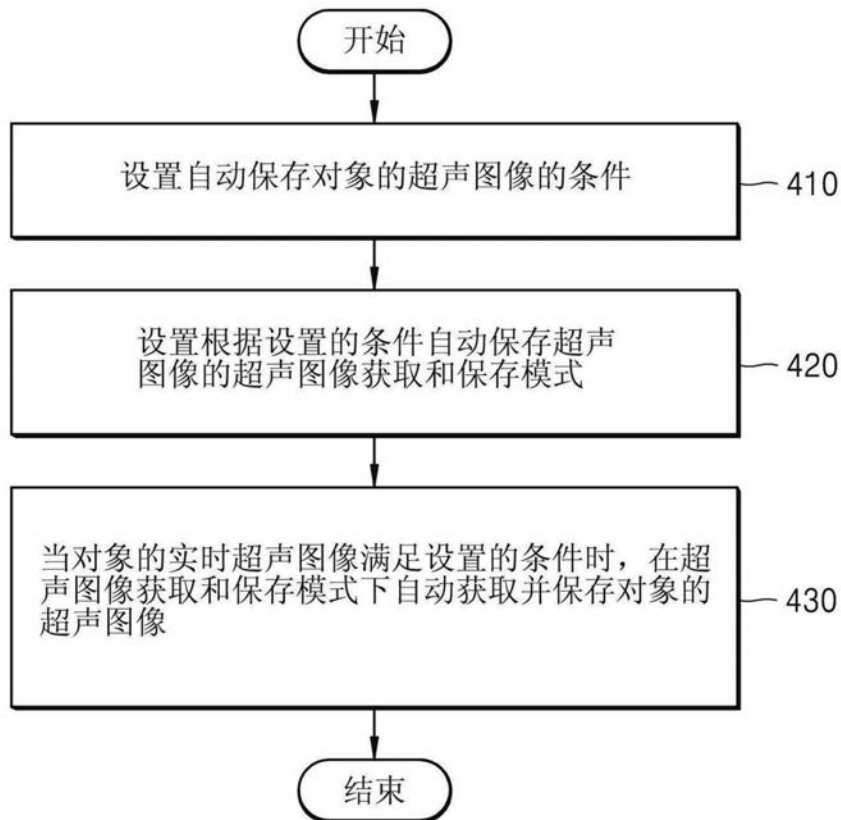 开始
设置自动保存对象的超声图像的条件
410
设置根据设置的条件自动保存超声
图像的超声图像获取和保存模式
420
当对象的实时超声图像满足设置的条件时，在超
声图像获取和保存模式下自动获取并保存对象的
超声图像
430
结束